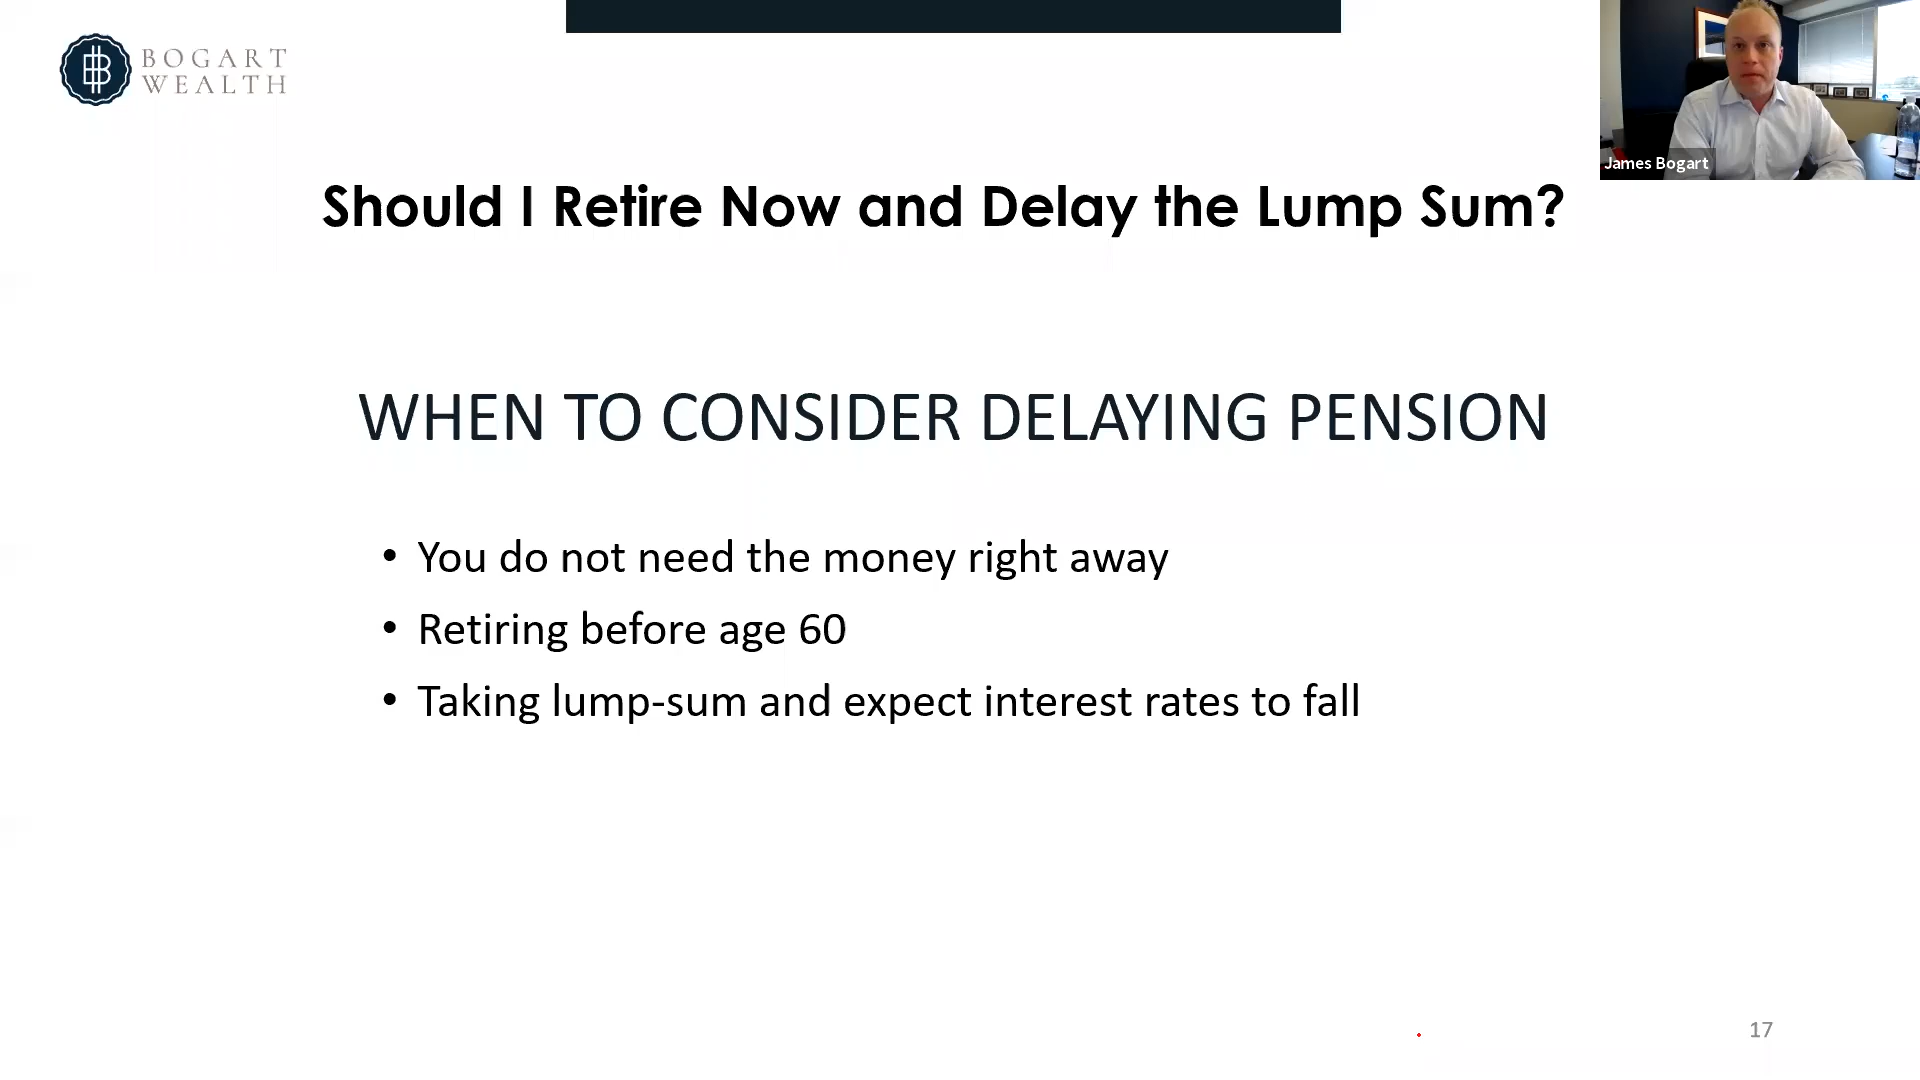 BOGART
WEALTH
James Bogart
Should I Retire Now and Delay the Lump Sum?
WHEN TO CONSIDER DELAYING PENSION
• You do not need the money right away
• Retiring before age 60
• Taking lump-sum and expect interest rates to fall
17